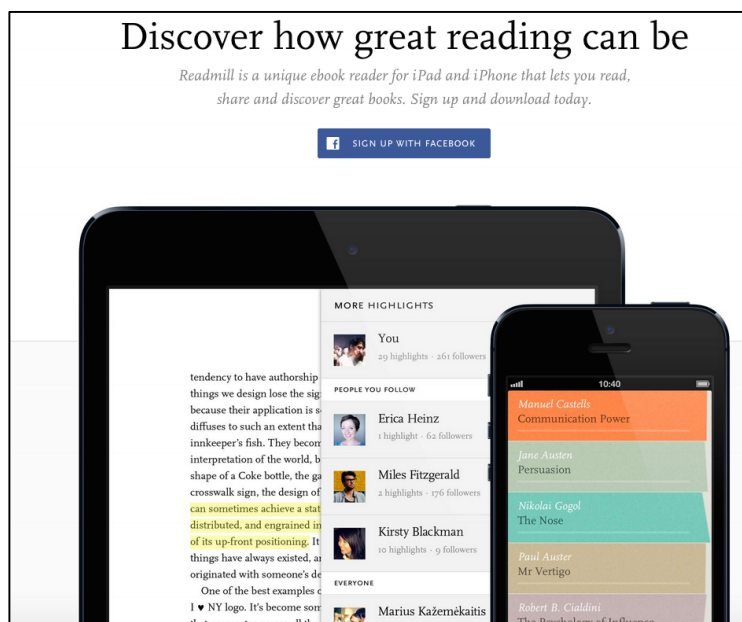 Discover how great reading can be
Readmill is a unique ebook reader for iPad and iPhone that lets you read,
share and discover great books. Sign up and download today.
f SIGN UP WITH FACEBOOK
tendency to have authorship
things we design lose the sig
because their application is s
diffuses to such an extent tha
innkeeper's fish. They becom
interpretation of the world, b
shape of a Coke bottle, the ga
crosswalk sign, the design of
can sometimes achieve a stat
distributed, and engrained in
of its up-front positioning. It
things have always existed, a
originated with someone's de
One of the best examples o
I ♥ NY logo. It's become som
MORE HIGHLIGHTS
You
29 highlights · 261 followers
PEOPLE YOU FOLLOW
Erica Heinz
1 highlight · 62 followers
Miles Fitzgerald
2 highlights · 176 followers
Kirsty Blackman
10 highlights · 9 followers
EVERYONE
Marius Kažemėkaitis
10:40
Manuel Castells
Communication Power
Jane Austen
Persuasion
Nikolai Gogol
The Nose
Paul Auster
Mr Vertigo
Robert B. Cialdini
The Psychology of Influence